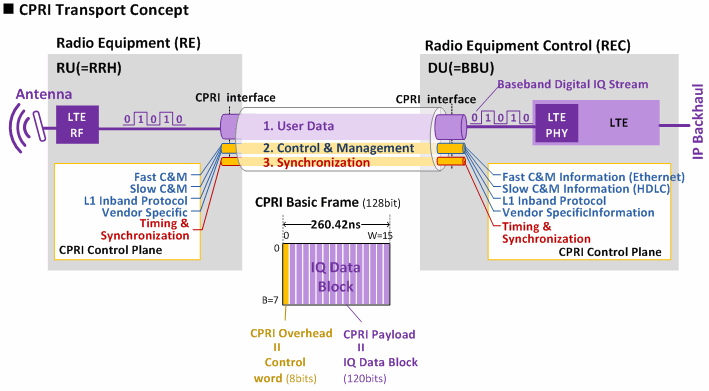 ■ CPRI Transport Concept
Radio Equipment (RE)
Radio Equipment Control (REC)
RU(=RRH)
DU(=BBU)
Antenna
CPRI interface
CPRI interface
Baseband Digital IQ Stream
LTE
RF
0 1 0 1 0
1. User Data
0 1 0 1 0
LTE
PHY
LTE
IP Backhaul
2. Control & Management
3. Synchronization
Fast C&M
Slow C&M
L1 Inband Protocol
Vendor Specific
Timing &
Synchronization
CPRI Control Plane
Fast C&M Information (Ethernet)
Slow C&M Information (HDLC)
L1 Inband Protocol
Vendor SpecificInformation
Timing &
Synchronization
CPRI Control Plane
CPRI Basic Frame (128bit)
260.42ns
0
W=15
0
B=7
IQ Data
Block
CPRI Overhead
=
Control
word (8bits)
CPRI Payload
=
IQ Data Block
(120bits)